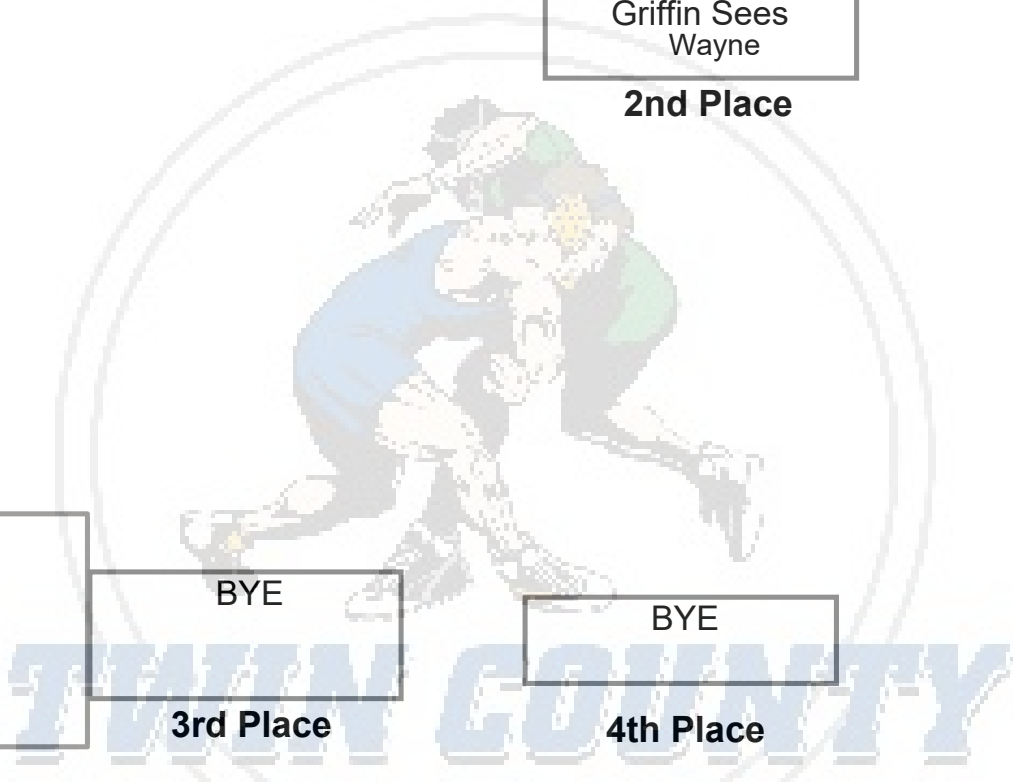 Griffin Sees
Wayne
2nd Place
BYE
BYE
3rd Place
4th Place
TWIN COUNTY